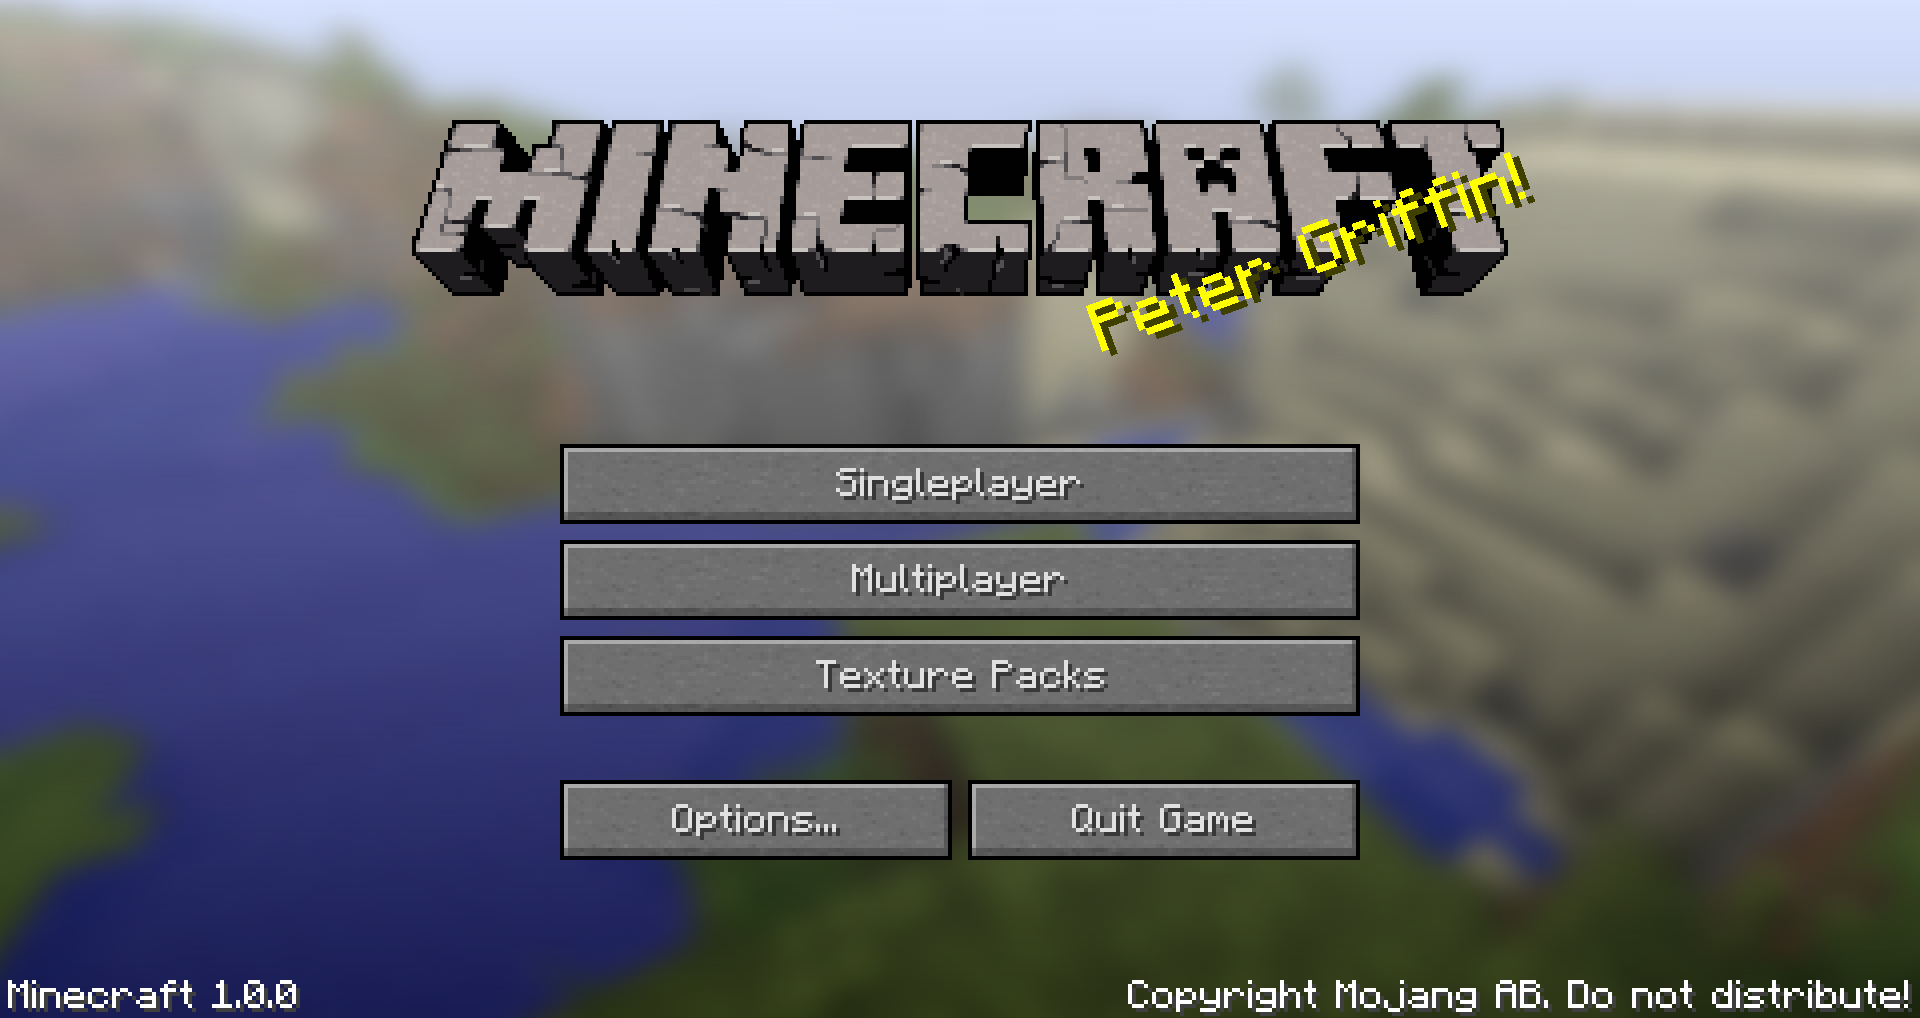 MINECRAFT
Peter Griffin!
Singleplayer
Multiplayer
Texture Packs
Options...
Quit Game
Minecraft 1.0.0
Copyright Mojang AB. Do not distribute!